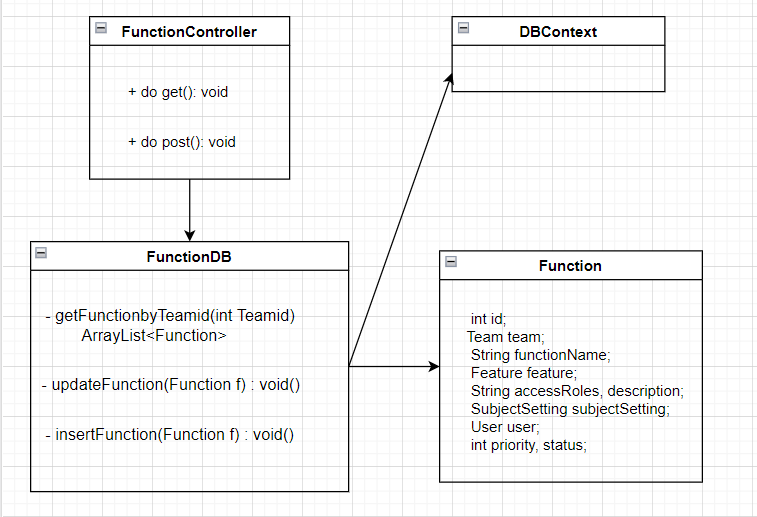 FunctionController
+ do get(): void
+ do post(): void
DBContext
FunctionDB
- getFunctionbyTeamid(int Teamid)
ArrayList<Function>
- updateFunction(Function f) : void()
- insertFunction(Function f) : void()
Function
int id;
Team team;
String functionName;
Feature feature;
String accessRoles, description;
SubjectSetting subjectSetting;
User user;
int priority, status;